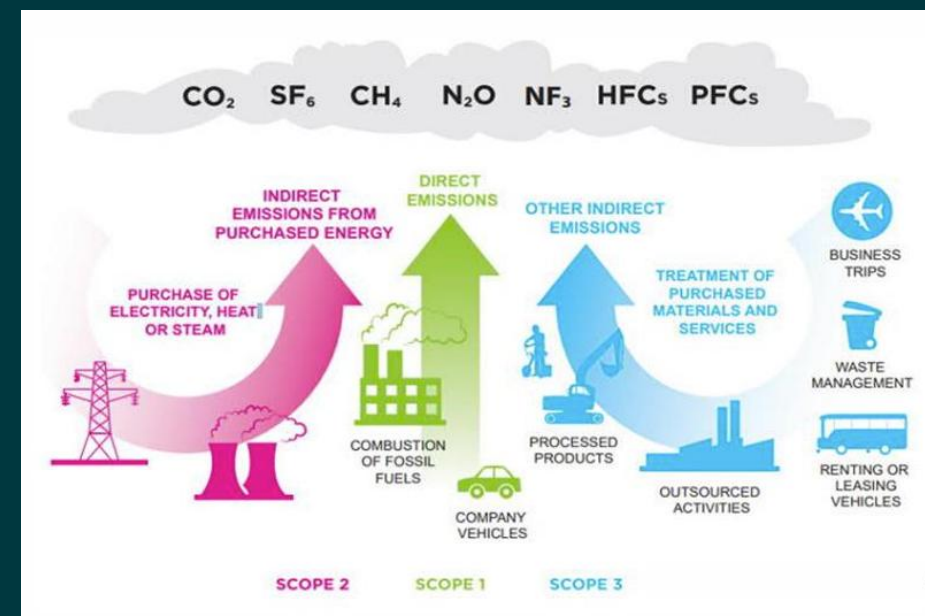 CO₂ SF₆ CH₄ N₂O NF₃ HFCs PFCs
INDIRECT
EMISSIONS FROM
PURCHASED ENERGY
DIRECT
EMISSIONS
OTHER INDIRECT
EMISSIONS
PURCHASE OF
ELECTRICITY, HEAT
OR STEAM
TREATMENT OF
PURCHASED
MATERIALS AND
SERVICES
BUSINESS
TRIPS
WASTE
MANAGEMENT
RENTING OR
LEASING
VEHICLES
COMBUSTION
OF FOSSIL
FUELS
COMPANY
VEHICLES
PROCESSED
PRODUCTS
OUTSOURCED
ACTIVITIES
SCOPE 2 SCOPE 1 SCOPE 3